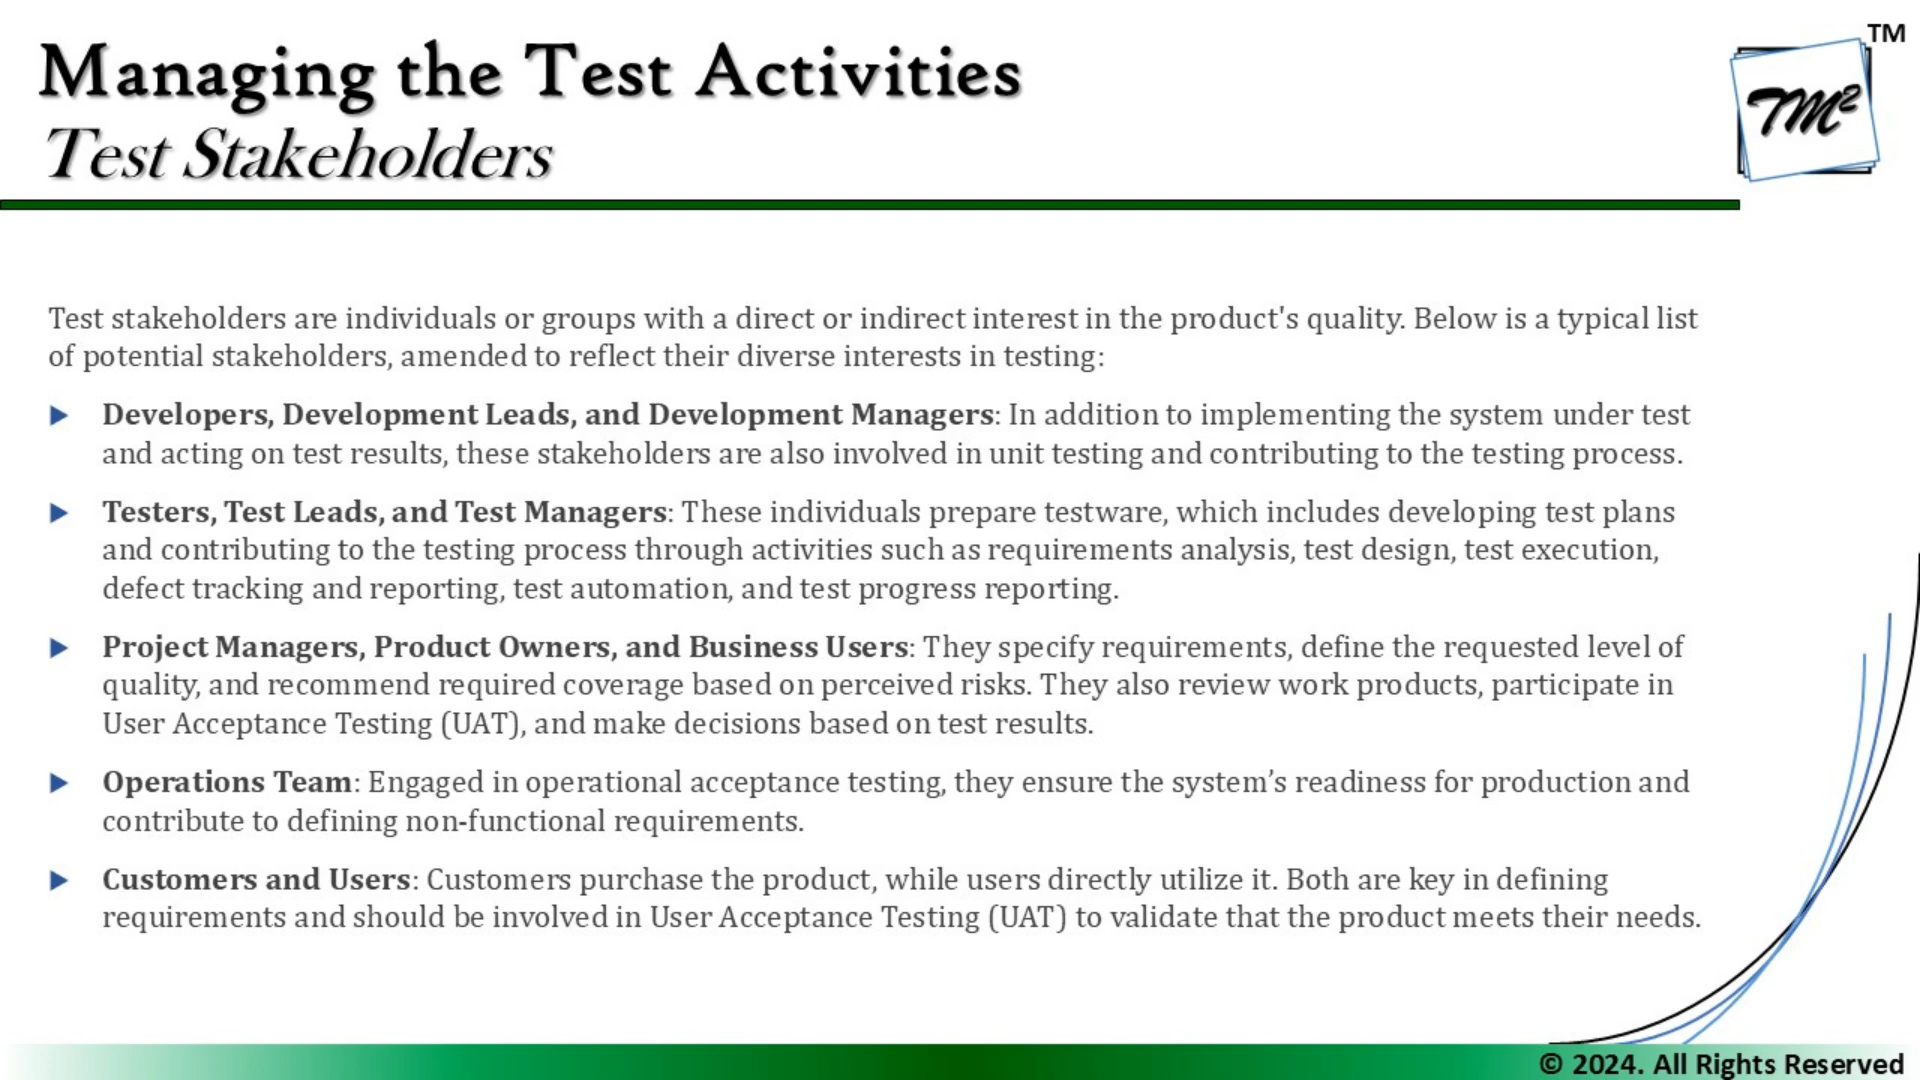 Managing the Test Activities
TM
Test Stakeholders
TM²
Test stakeholders are individuals or groups with a direct or indirect interest in the product's quality. Below is a typical list
of potential stakeholders, amended to reflect their diverse interests in testing:
Developers, Development Leads, and Development Managers: In addition to implementing the system under test
and acting on test results, these stakeholders are also involved in unit testing and contributing to the testing process.
Testers, Test Leads, and Test Managers: These individuals prepare testware, which includes developing test plans
and contributing to the testing process through activities such as requirements analysis, test design, test execution,
defect tracking and reporting, test automation, and test progress reporting.
Project Managers, Product Owners, and Business Users: They specify requirements, define the requested level of
quality, and recommend required coverage based on perceived risks. They also review work products, participate in
User Acceptance Testing (UAT), and make decisions based on test results.
Operations Team: Engaged in operational acceptance testing, they ensure the system’s readiness for production and
contribute to defining non-functional requirements.
Customers and Users: Customers purchase the product, while users directly utilize it. Both are key in defining
requirements and should be involved in User Acceptance Testing (UAT) to validate that the product meets their needs.
© 2024. All Rights Reserved